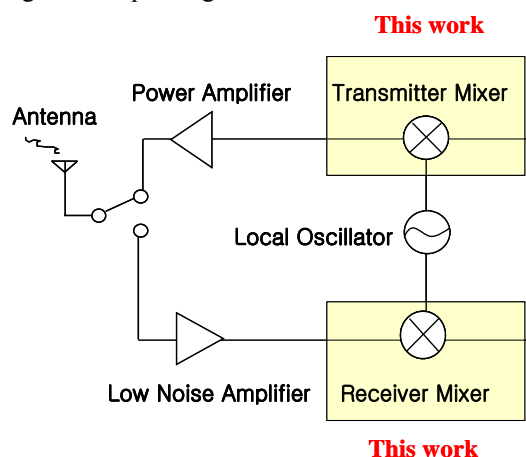 This work
Power Amplifier
Transmitter Mixer
Antenna
Local Oscillator
Low Noise Amplifier
Receiver Mixer
This work